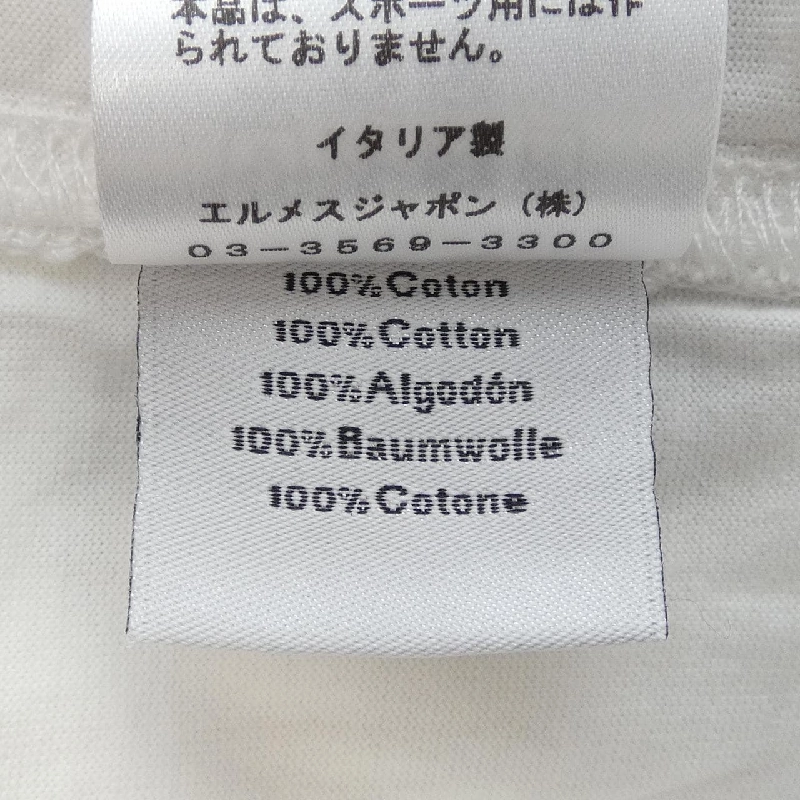 本品は、スポーツ用には作
られておりません。
イタリア製
エルメスジャポン（株）
03-3569-3300
100%Coton
100%Cotton
100%Algodón
100%Baumwolle
100%Cotone